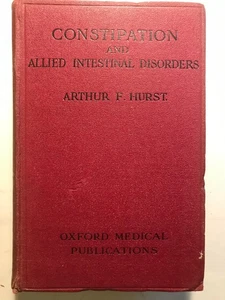 CONSTIPATION
AND
ALLIED INTESTINAL DISORDERS
ARTHUR F. HURST.
OXFORD MEDICAL
PUBLICATIONS